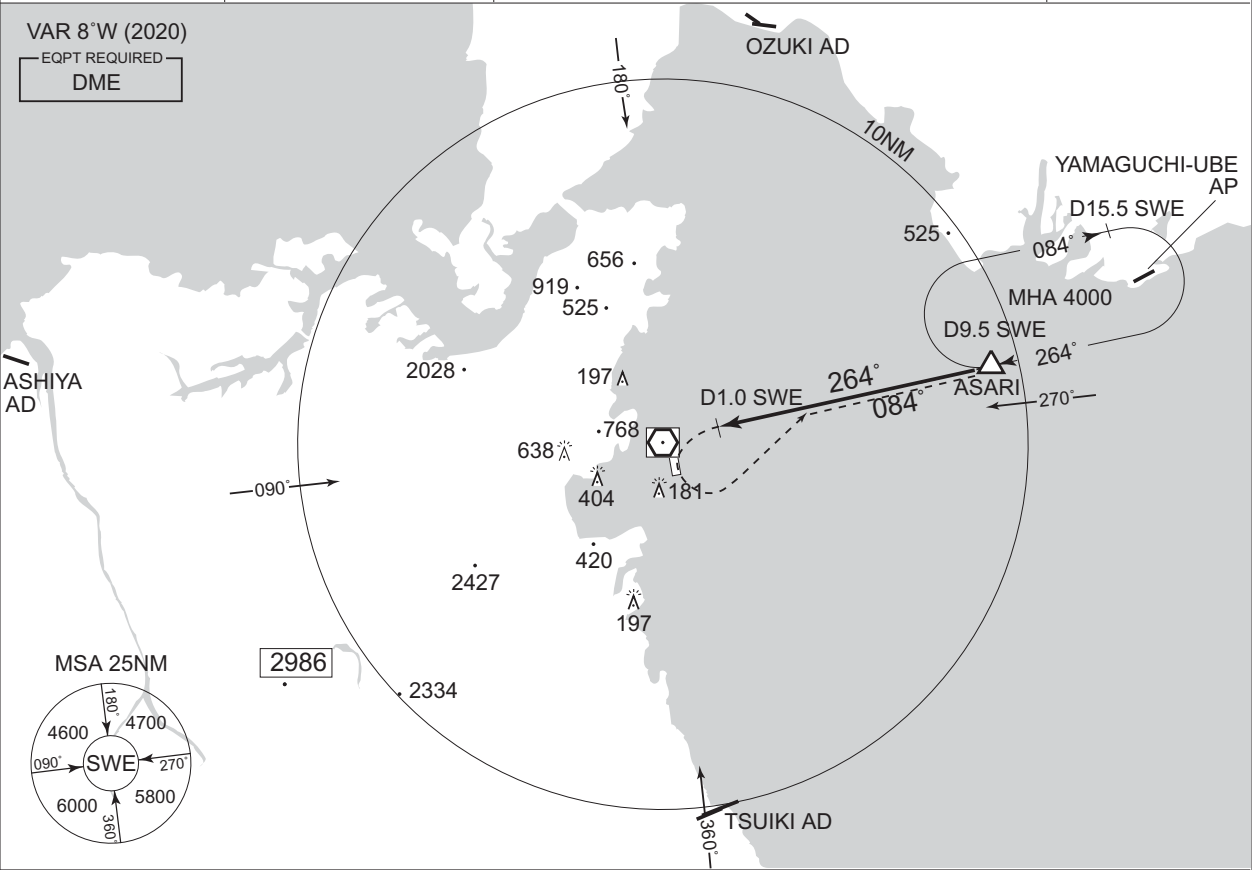 VAR 8°W (2020)
EQPT REQUIRED
DME
OZUKI AD
180°
10NM
YAMAGUCHI-UBE
AP
D15.5 SWE
525
084°
656
919
525
MHA 4000
D9.5 SWE
264°
ASHIYA
AD
2028
197
264°
084°
ASARI
270°
D1.0 SWE
768
638
404
181
090°
420
2427
197
MSA 25NM
2986
2334
180°
4600
4700
SWE
090°
270°
6000
5800
360°
TSUIKI AD
360°